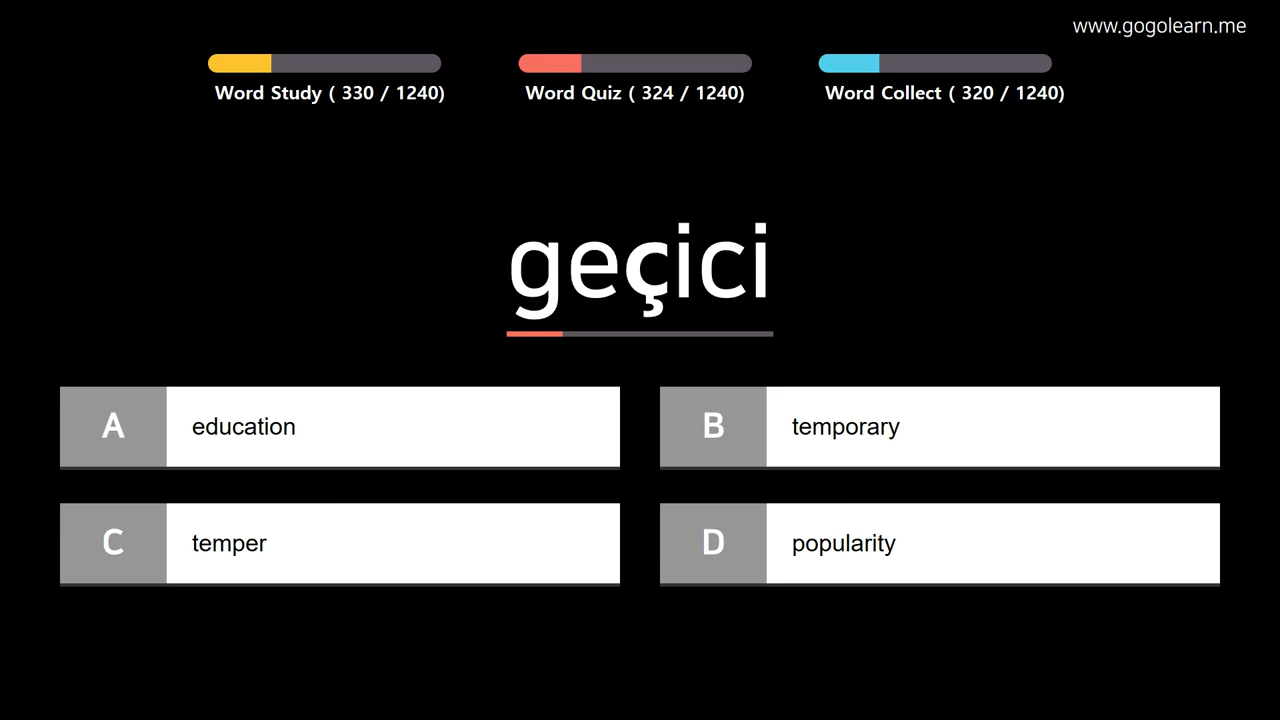 www.gogolearn.me
Word Study ( 330 / 1240)
Word Quiz ( 324 / 1240)
Word Collect ( 320 / 1240)
geçici
A education
B temporary
C temper
D popularity